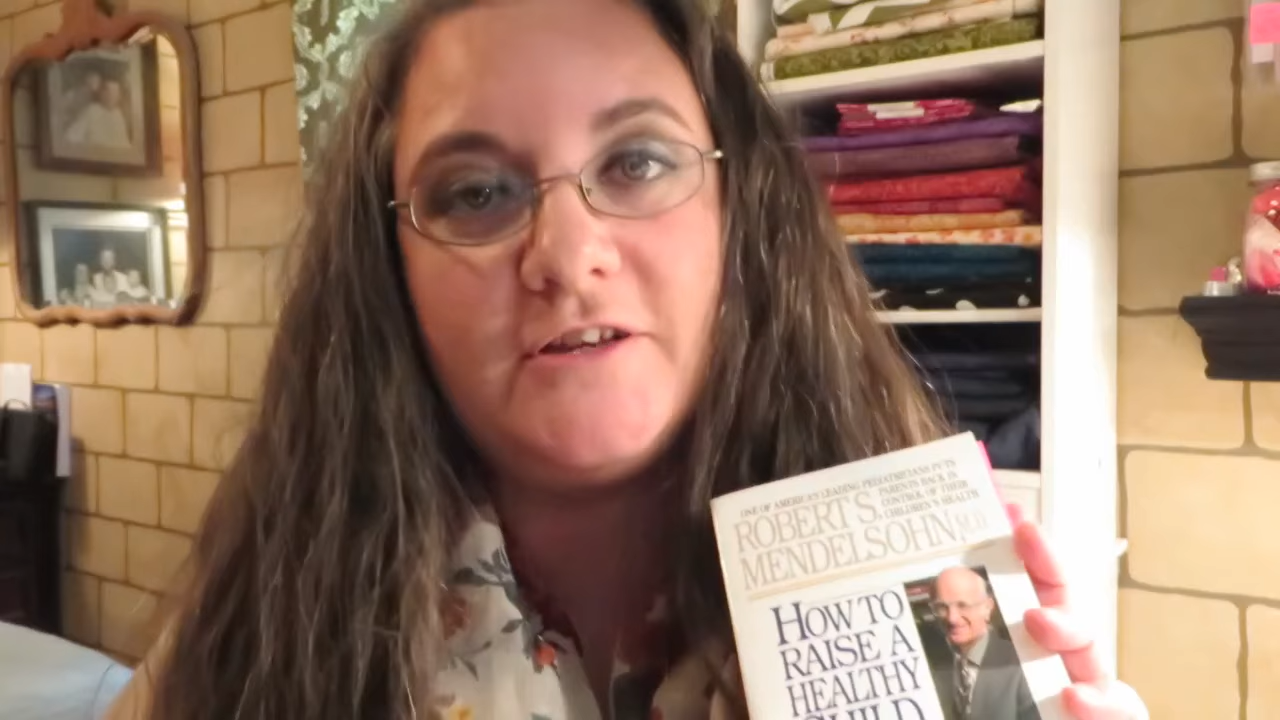 ONE OF AMERICA'S LEADING PEDIATRICIANS PUTS
PARENTS BACK IN
CONTROL OF THEIR
CHILDREN'S HEALTH
ROBERT S.
MENDELSOHN, M.D.
HOW TO
RAISE A
HEALTHY
CHILD